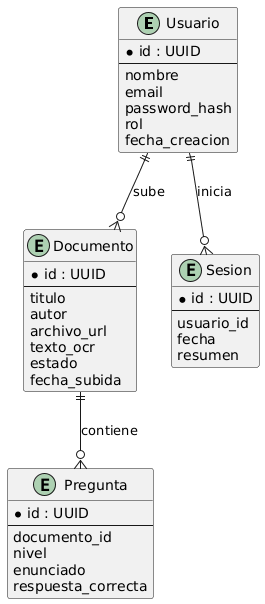 E Usuario
* id : UUID
nombre
email
password_hash
rol
fecha_creacion
sube
inicia
E Documento
* id : UUID
titulo
autor
archivo_url
texto_ocr
estado
fecha_subida
E Sesion
* id : UUID
usuario_id
fecha
resumen
contiene
E Pregunta
* id : UUID
documento_id
nivel
enunciado
respuesta_correcta